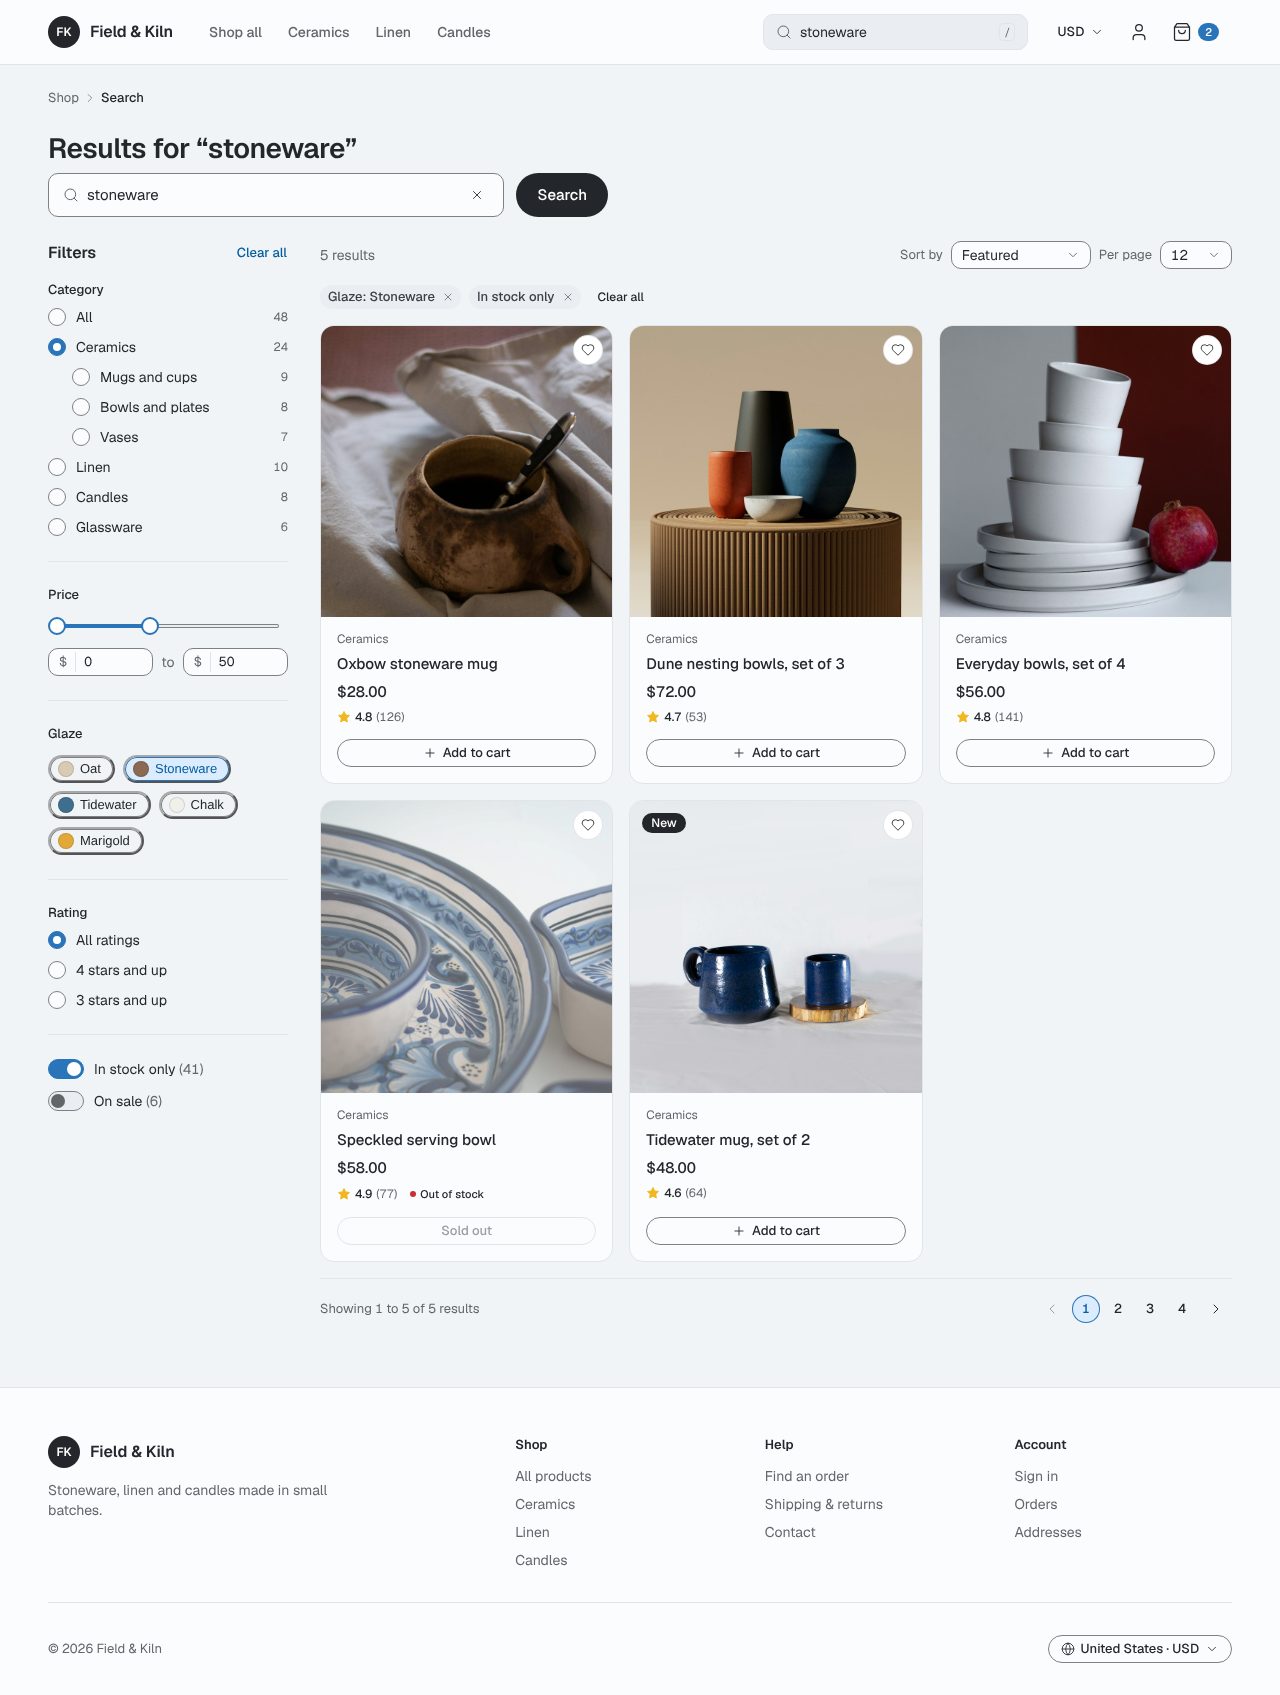 FK Field & Kiln Shop all Ceramics Linen Candles stoneware / USD 2
Shop Search
Results for “stoneware”
stoneware Search
Filters Clear all
Category
All 48
Ceramics 24
Mugs and cups 9
Bowls and plates 8
Vases 7
Linen 10
Candles 8
Glassware 6
Price
$ 0 to $ 50
Glaze
Oat Stoneware
Tidewater Chalk
Marigold
Rating
All ratings
4 stars and up
3 stars and up
In stock only (41)
On sale (6)
5 results Sort by Featured Per page 12
Glaze: Stoneware In stock only Clear all
Ceramics
Oxbow stoneware mug
$28.00
4.8 (126)
Add to cart
Ceramics
Dune nesting bowls, set of 3
$72.00
4.7 (53)
Add to cart
Ceramics
Everyday bowls, set of 4
$56.00
4.8 (141)
Add to cart
Ceramics
Speckled serving bowl
$58.00
4.9 (77) Out of stock
Sold out
New
Ceramics
Tidewater mug, set of 2
$48.00
4.6 (64)
Add to cart
Showing 1 to 5 of 5 results 1 2 3 4
FK Field & Kiln
Stoneware, linen and candles made in small
batches.
Shop
All products
Ceramics
Linen
Candles
Help
Find an order
Shipping & returns
Contact
Account
Sign in
Orders
Addresses
© 2026 Field & Kiln United States · USD